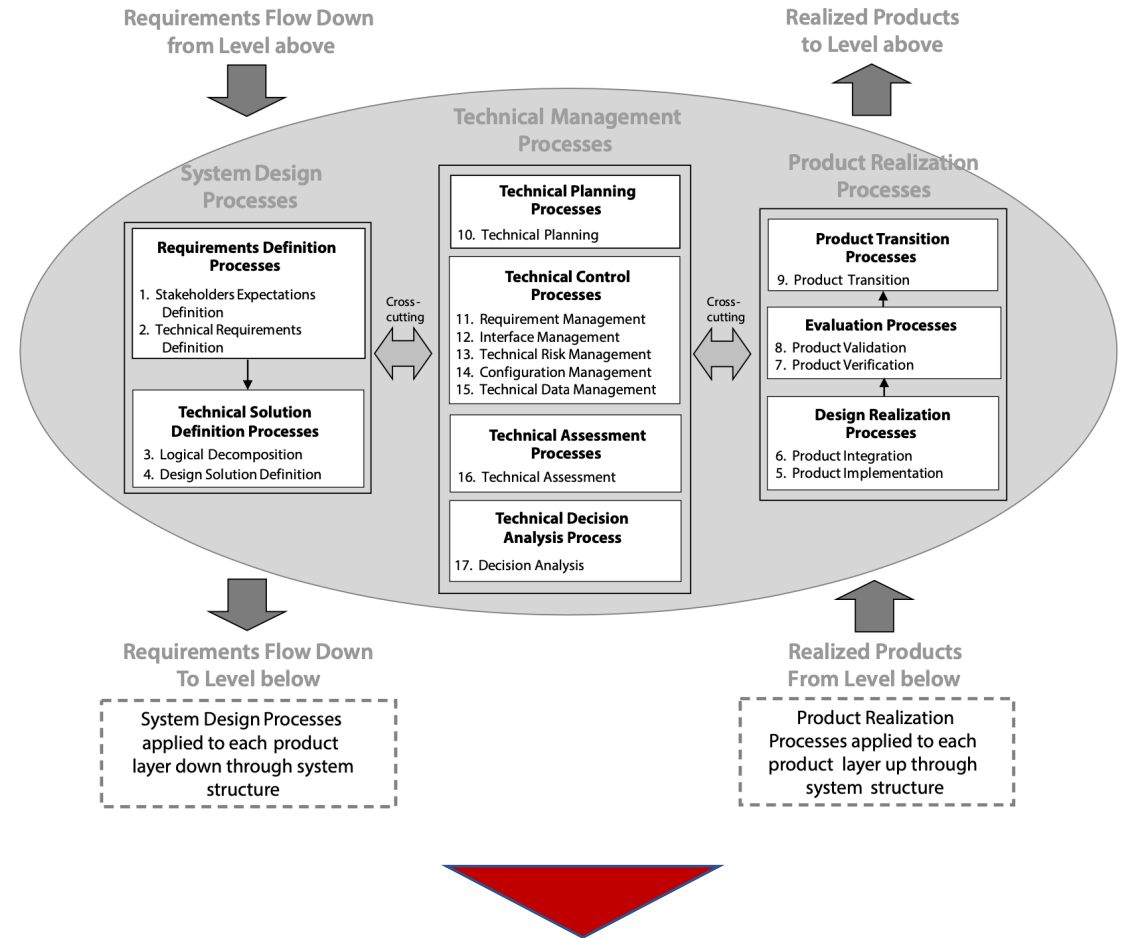 Requirements Flow Down
from Level above
Realized Products
to Level above
Technical Management
Processes
System Design
Processes
Product Realization
Processes
Requirements Definition
Processes
1. Stakeholders Expectations
Definition
2. Technical Requirements
Definition
Technical Solution
Definition Processes
3. Logical Decomposition
4. Design Solution Definition
Cross-
cutting
Technical Planning
Processes
10. Technical Planning
Technical Control
Processes
11. Requirement Management
12. Interface Management
13. Technical Risk Management
14. Configuration Management
15. Technical Data Management
Technical Assessment
Processes
16. Technical Assessment
Technical Decision
Analysis Process
17. Decision Analysis
Cross-
cutting
Product Transition
Processes
9. Product Transition
Evaluation Processes
8. Product Validation
7. Product Verification
Design Realization
Processes
6. Product Integration
5. Product Implementation
Requirements Flow Down
To Level below
Realized Products
From Level below
System Design Processes
applied to each product
layer down through system
structure
Product Realization
Processes applied to each
product layer up through
system structure